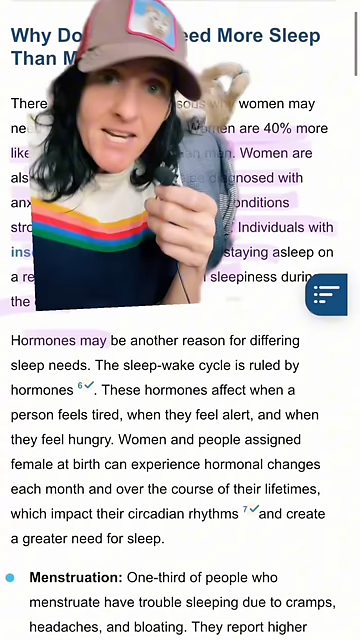 Why Do eed More Sleep
Than M
There women may
nee men are 40% more
like an men. Women are
als diagnosed with
anx onditions
stro Individuals with
ins staying asleep on
a re sleepiness during
the
Hormones may be another reason for differing
sleep needs. The sleep-wake cycle is ruled by
hormones 6. These hormones affect when a
person feels tired, when they feel alert, and when
they feel hungry. Women and people assigned
female at birth can experience hormonal changes
each month and over the course of their lifetimes,
which impact their circadian rhythms 7 and create
a greater need for sleep.
Menstruation: One-third of people who
menstruate have trouble sleeping due to cramps,
headaches, and bloating. They report higher